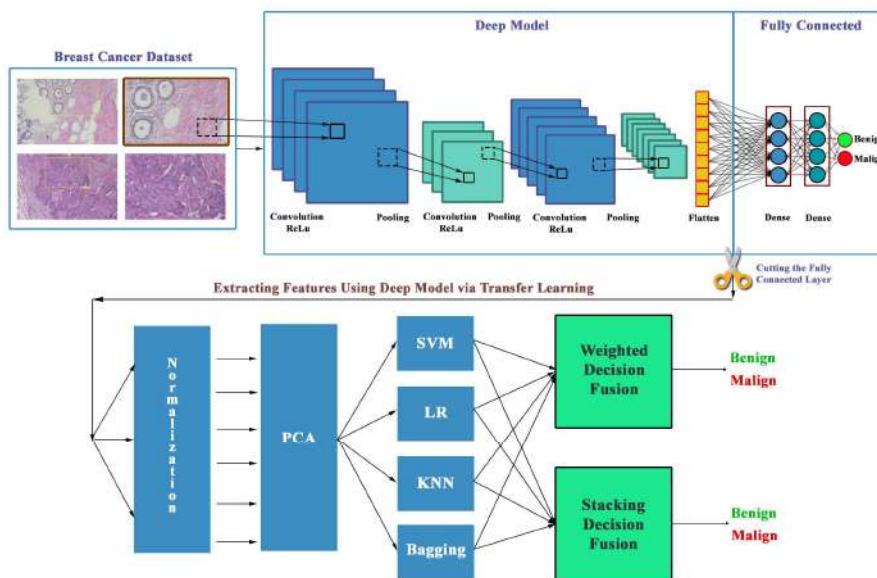 Deep Model
Fully Connected
Breast Cancer Dataset
Benign
Malign
Convolution
ReLu
Pooling
Convolution
ReLu
Pooling
Convolution
ReLu
Pooling
Flatten
Dense
Dense
Cutting the Fully
Connected Layer
Extracting Features Using Deep Model via Transfer Learning
Normalization
PCA
SVM
LR
KNN
Bagging
Weighted
Decision
Fusion
Benign
Malign
Stacking
Decision
Fusion
Benign
Malign